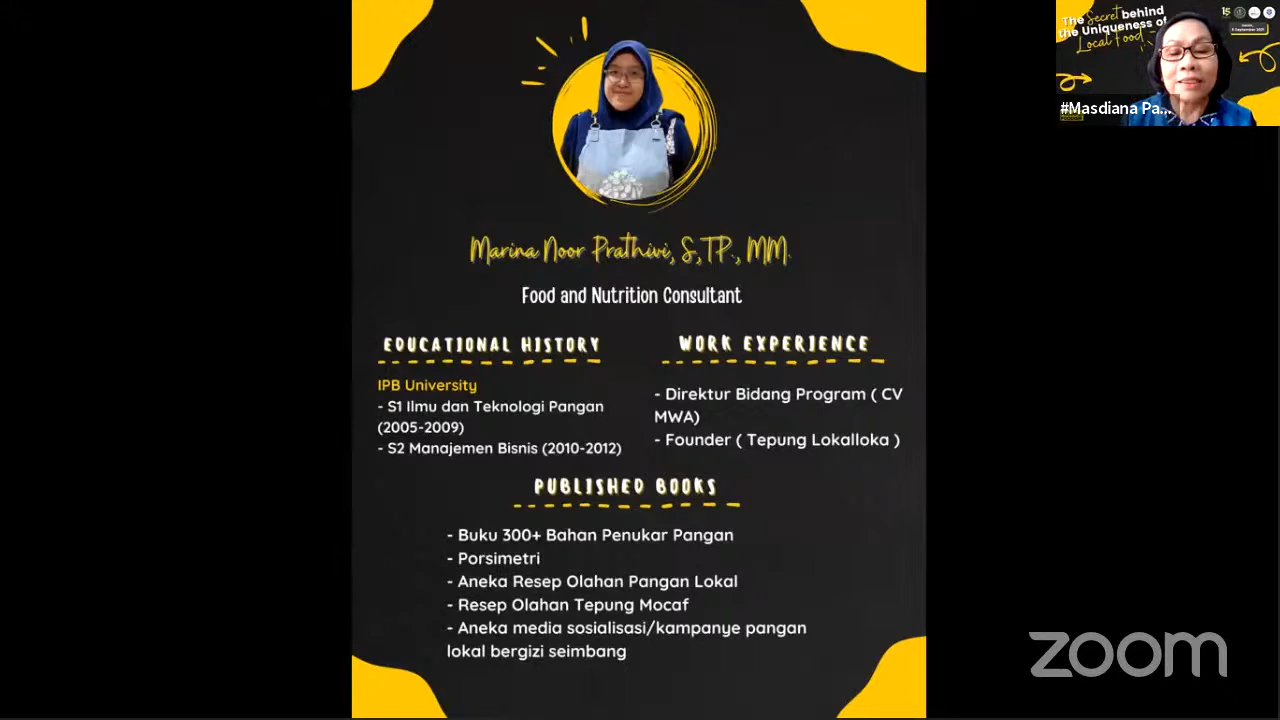 Marina Noor Prathivi, S,TP., MM.
Food and Nutrition Consultant
EDUCATIONAL HISTORY
IPB University
- S1 Ilmu dan Teknologi Pangan
(2005-2009)
- S2 Manajemen Bisnis (2010-2012)
WORK EXPERIENCE
- Direktur Bidang Program ( CV
MWA)
- Founder ( Tepung Lokalloka )
PUBLISHED BOOKS
- Buku 300+ Bahan Penukar Pangan
- Porsimetri
- Aneka Resep Olahan Pangan Lokal
- Resep Olahan Tepung Mocaf
- Aneka media sosialisasi/kampanye pangan
lokal bergizi seimbang
The Secret behind
the Uniqueness of
Local Food
#Masdiana Pa...
zoom